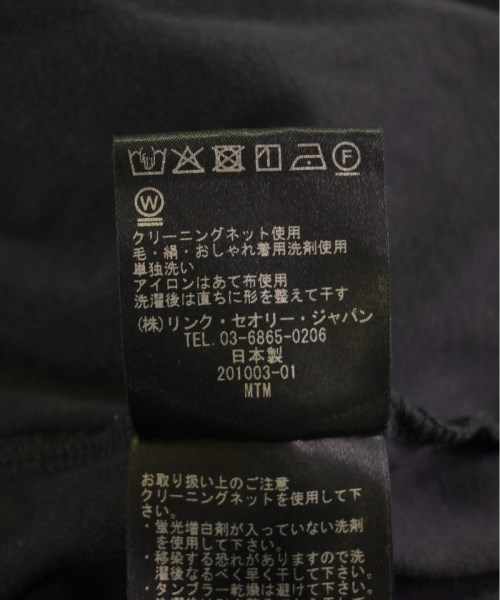 F
W
クリーニングネット使用
毛・絹・おしゃれ着用洗剤使用
単独洗い
アイロンはあて布使用
洗濯後は直ちに形を整えて干す
(株)リンク・セオリー・ジャパン
TEL. 03-6865-0206
日本製
201003-01
MTM
お取り扱い上のご注意
クリーニングネットを使用して下
さい。
・蛍光増白剤が入っていない洗剤
を使用して下さい。
・移染する恐れがありますので洗
濯後なるべく早く干して下さい。
・タンブラー乾燥は避けて下さい。